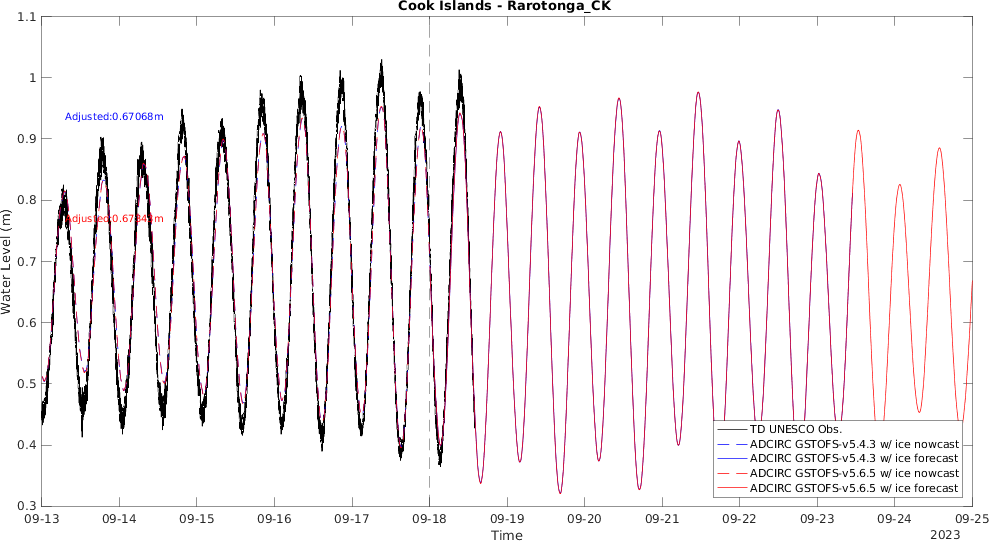 Cook Islands - Rarotonga_CK
1.1
1
0.9
0.8
0.7
0.6
0.5
0.4
0.3
Water Level (m)
Adjusted:0.67068m
TD UNESCO Obs.
ADCIRC GSTOFS-v5.4.3 w/ ice nowcast
ADCIRC GSTOFS-v5.4.3 w/ ice forecast
ADCIRC GSTOFS-v5.6.5 w/ ice nowcast
ADCIRC GSTOFS-v5.6.5 w/ ice forecast
09-13
09-14
09-15
09-16
09-17
09-18
09-19
09-20
09-21
09-22
09-23
09-24
09-25
Time
2023